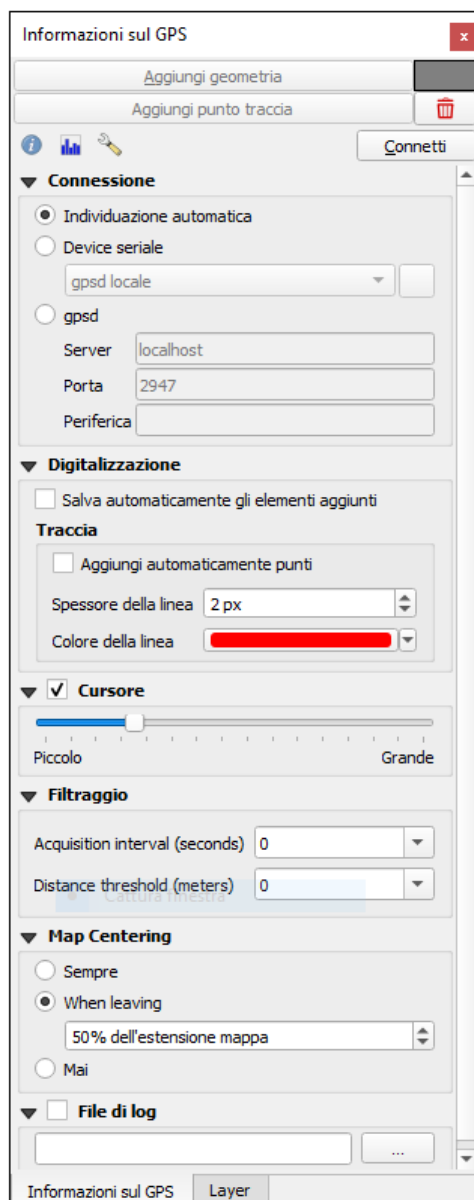 Informazioni sul GPS
x
Aggiungi geometria
Aggiungi punto traccia
i
Connetti
Connessione
Individuazione automatica
Device seriale
gpsd locale
gpsd
Server localhost
Porta 2947
Periferica
Digitalizzazione
Salva automaticamente gli elementi aggiunti
Traccia
Aggiungi automaticamente punti
Spessore della linea 2 px
Colore della linea
Cursore
Piccolo Grande
Filtraggio
Acquisition interval (seconds) 0
Distance threshold (meters) 0
Cattura finestra
Map Centering
Sempre
When leaving
50% dell'estensione mappa
Mai
File di log
...
Informazioni sul GPS Layer